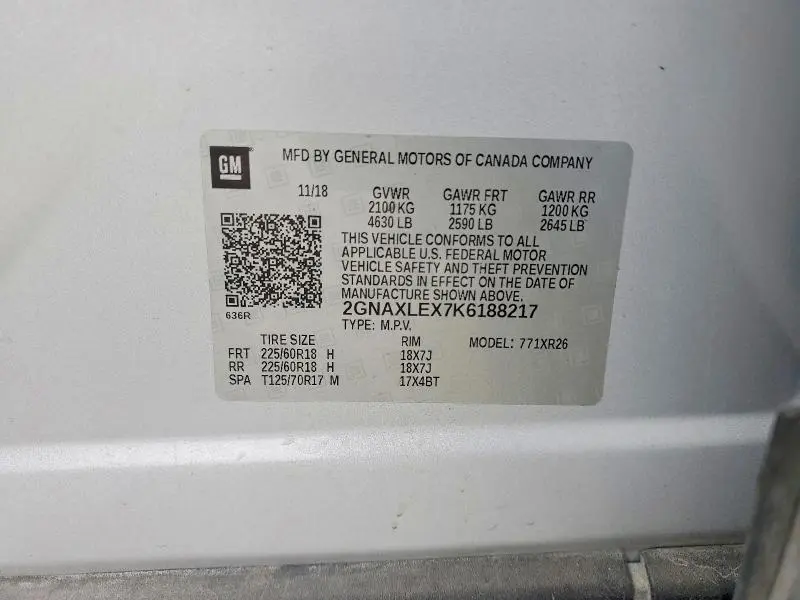 GM MFD BY GENERAL MOTORS OF CANADA COMPANY
11/18 GVWR GAWR FRT GAWR RR
2100 KG 1175 KG 1200 KG
4630 LB 2590 LB 2645 LB
THIS VEHICLE CONFORMS TO ALL
APPLICABLE U.S. FEDERAL MOTOR
VEHICLE SAFETY AND THEFT PREVENTION
STANDARDS IN EFFECT ON THE DATE OF
MANUFACTURE SHOWN ABOVE.
636R 2GNAXLEX7K6188217
TYPE: M.P.V.
TIRE SIZE RIM MODEL: 771XR26
FRT 225/60R18 H 18X7J
RR 225/60R18 H 18X7J
SPA T125/70R17 M 17X4BT